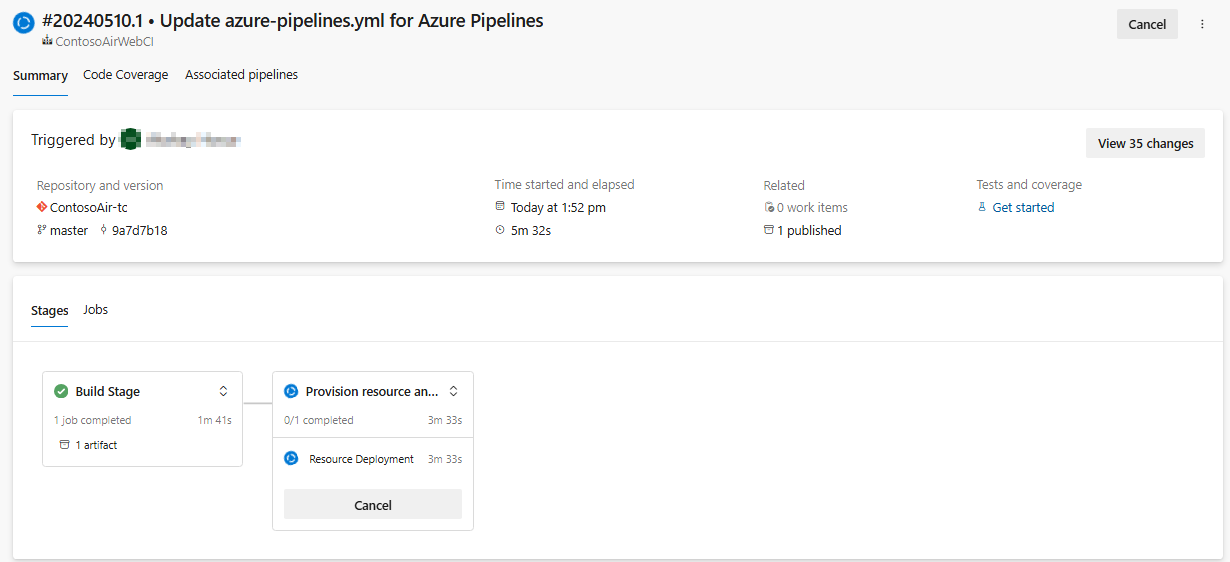 #20240510.1 • Update azure-pipelines.yml for Azure Pipelines
Cancel
ContosoAirWebCI
Summary Code Coverage Associated pipelines
Triggered by
View 35 changes
Repository and version
ContosoAir-tc
master 9a7d7b18
Time started and elapsed
Today at 1:52 pm
5m 32s
Related
0 work items
1 published
Tests and coverage
Get started
Stages Jobs
Build Stage
1 job completed 1m 41s
1 artifact
Provision resource an...
0/1 completed 3m 33s
Resource Deployment 3m 33s
Cancel